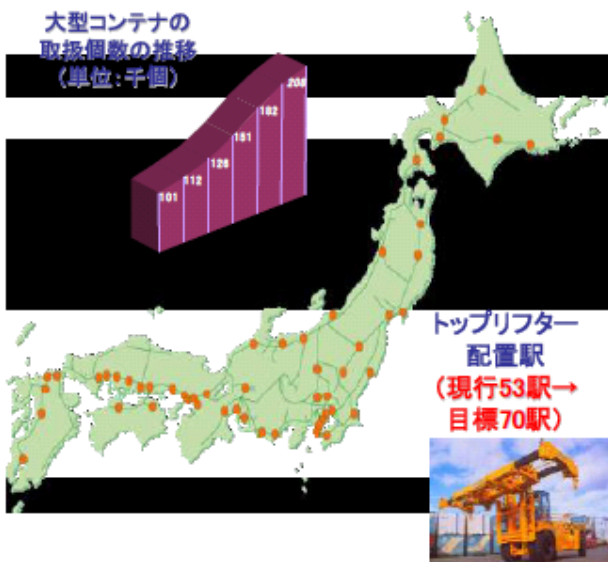 大型コンテナの
取扱個数の推移
(単位:千個)
101
112
126
151
182
208
トップリフター
配置駅
(現行53駅→
目標70駅)